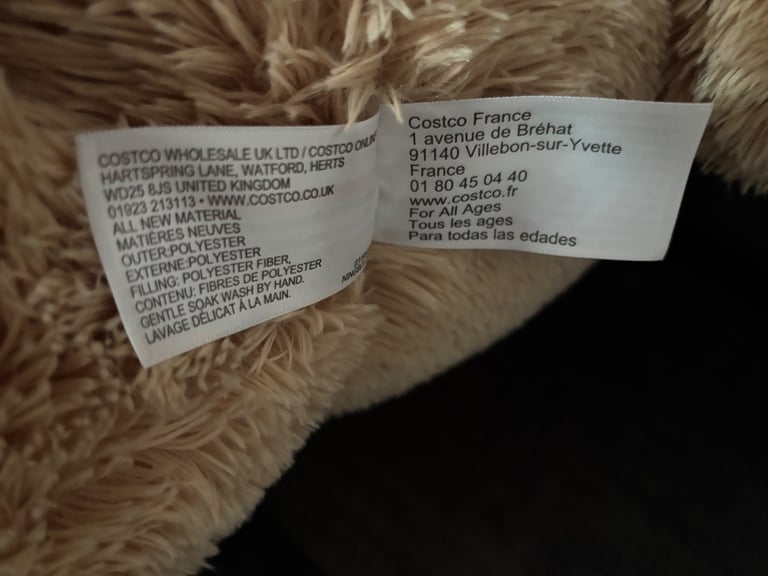 COSTCO WHOLESALE UK LTD / COSTCO
HARTSPRING LANE, WATFORD, HERTS
WD25 8JS UNITED KINGDOM
01923 213113 • WWW.COSTCO.CO.UK
ALL NEW MATERIAL
MATIÈRES NEUVES
OUTER:POLYESTER
EXTERNE:POLYESTER
FILLING: POLYESTER FIBER,
CONTENU: FIBRES DE POLYESTER
GENTLE SOAK WASH BY HAND.
LAVAGE DÉLICAT À LA MAIN.
Costco France
1 avenue de Bréhat
91140 Villebon-sur-Yvette
France
01 80 45 04 40
www.costco.fr
For All Ages
Tous les ages
Para todas las edades